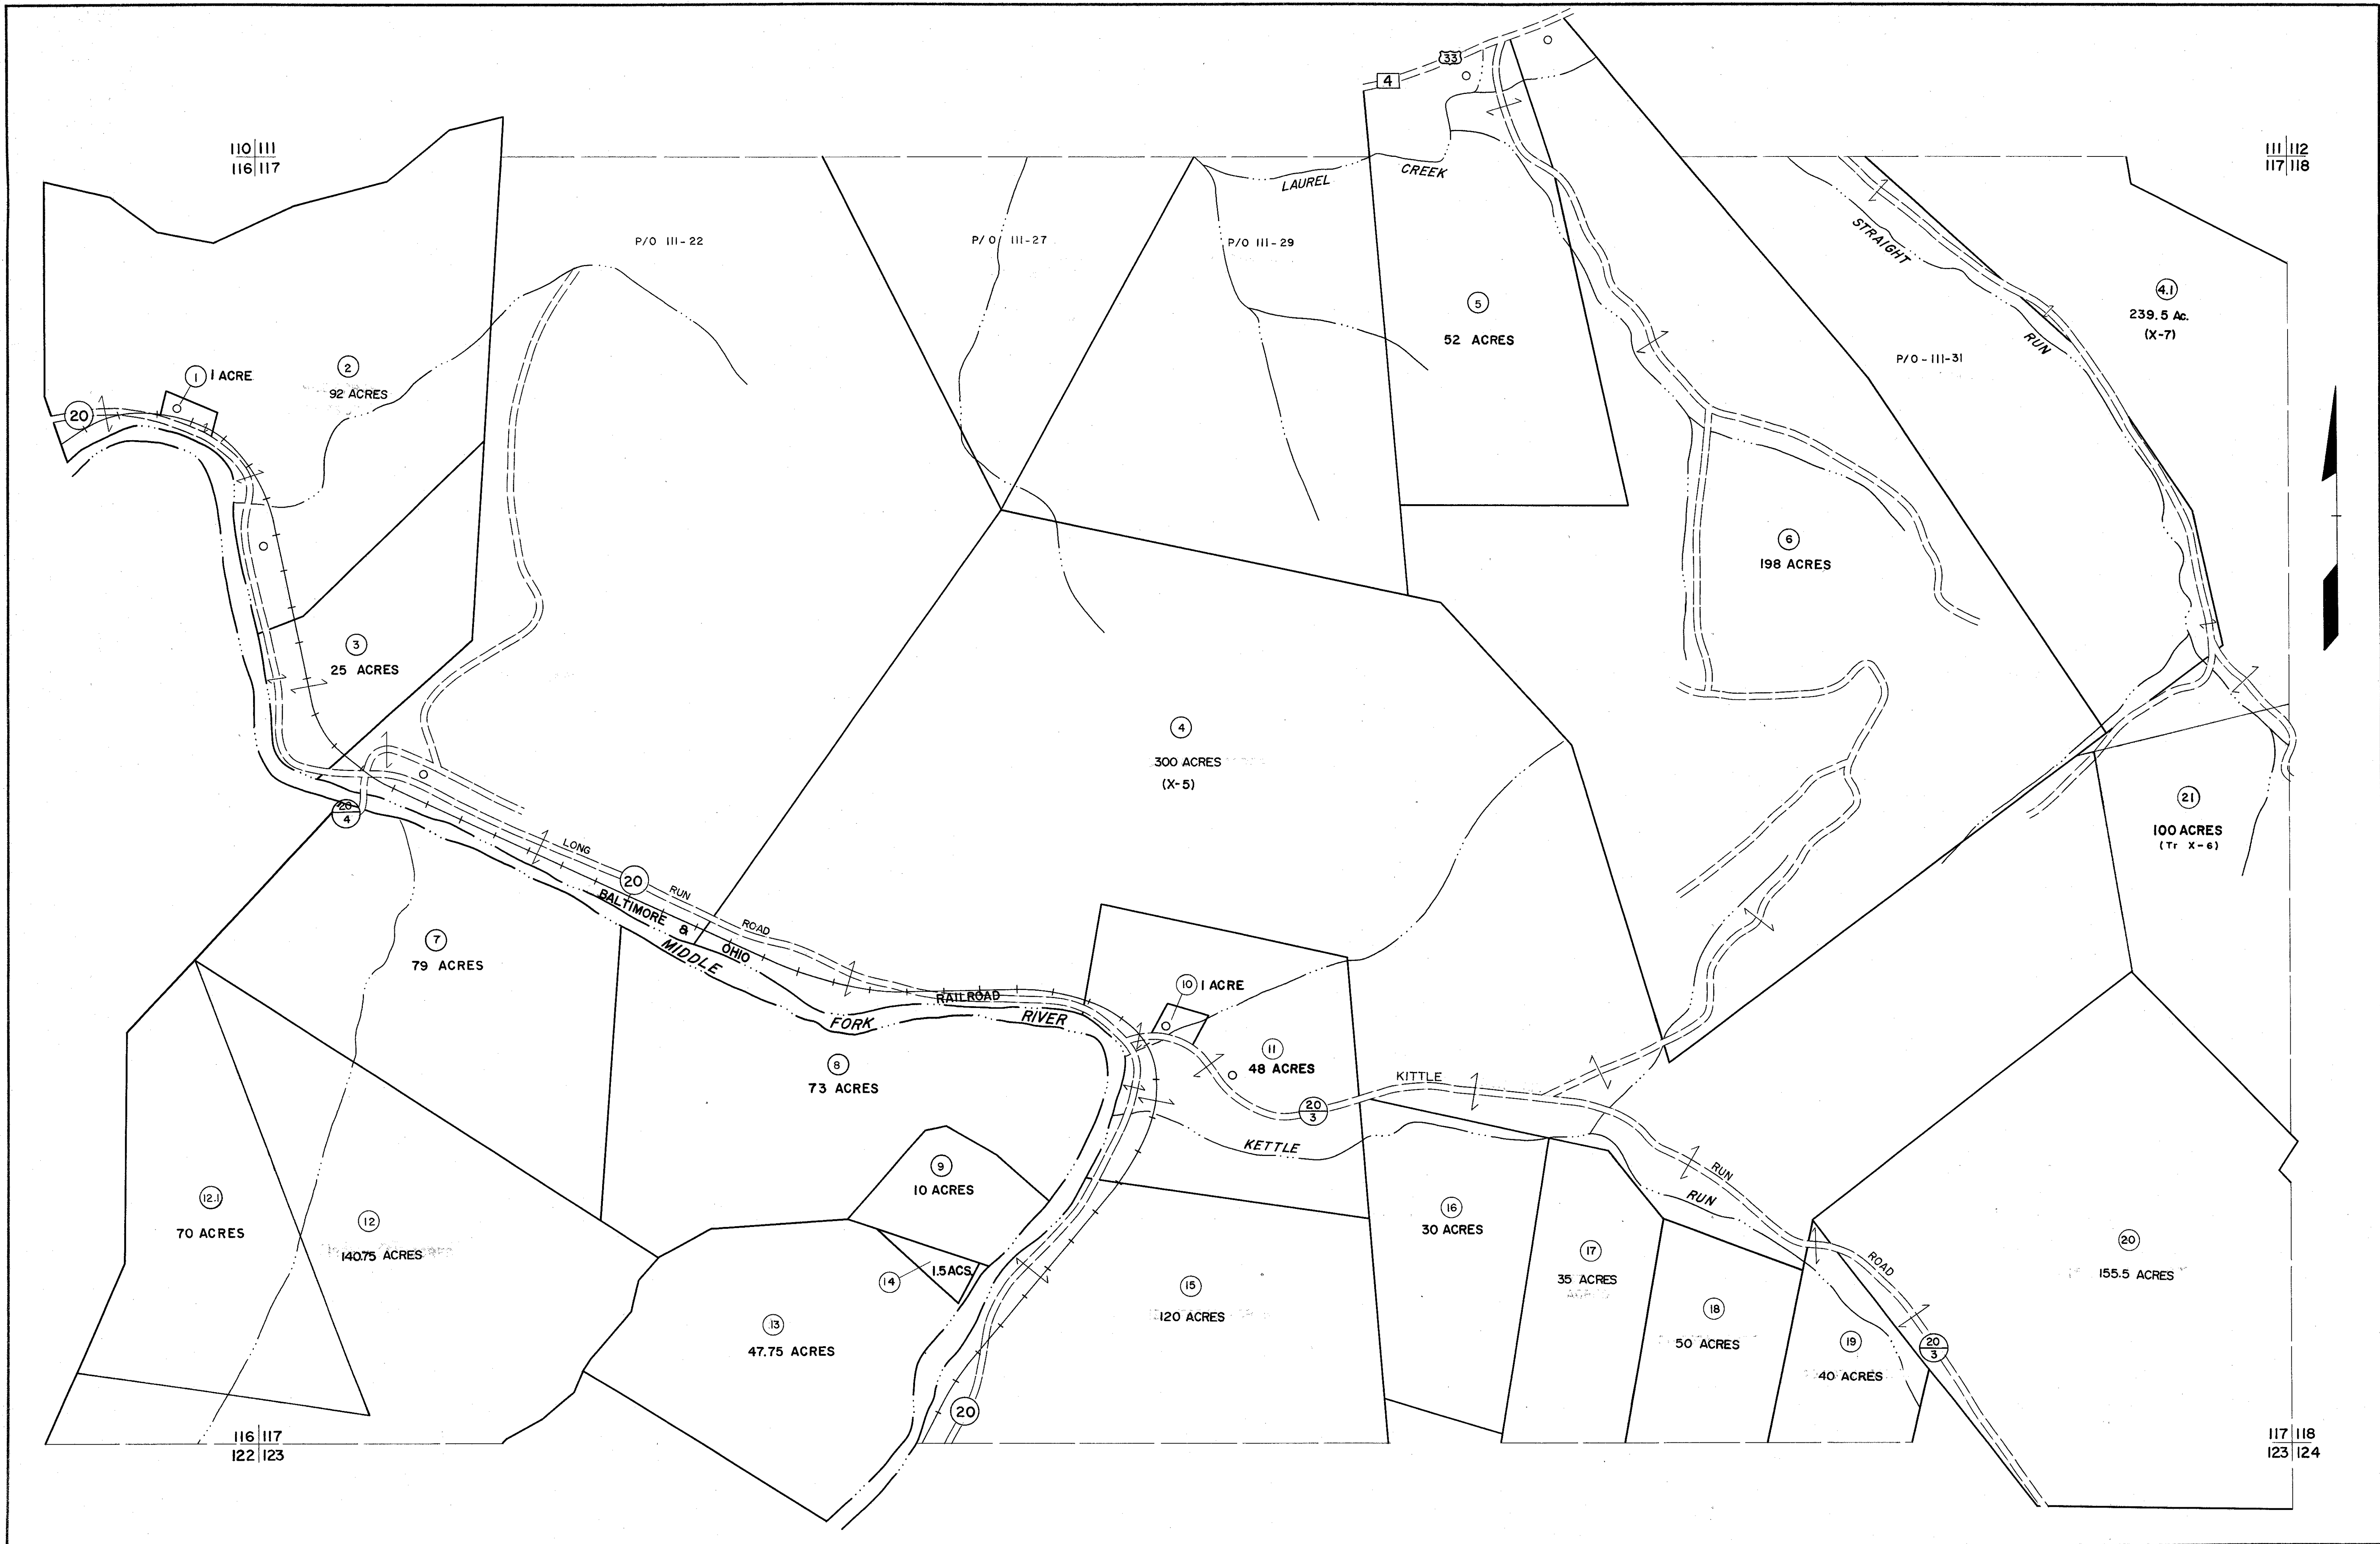 33
4
110 111
116 117
111 112
117 118
LAUREL CREEK
P/O 111-22
P/O 111-27
P/O 111-29
STRAIGHT RUN
4.1
239.5 Ac.
(X-7)
5
52 ACRES
P/O-111-31
1 1 ACRE
2
92 ACRES
20
6
198 ACRES
3
25 ACRES
4
300 ACRES
(X-5)
20
4
21
100 ACRES
(Tr X-6)
LONG RUN ROAD
20
BALTIMORE & OHIO RAILROAD
MIDDLE FORK RIVER
7
79 ACRES
10 1 ACRE
11
48 ACRES
8
73 ACRES
KITTLE RUN ROAD
20
3
KETTLE RUN
9
10 ACRES
12.1
70 ACRES
12
140.75 ACRES
16
30 ACRES
17
35 ACRES
20
155.5 ACRES
14 1.5 ACS.
15
120 ACRES
13
47.75 ACRES
18
50 ACRES
19
40 ACRES
20
3
20
116 117
122 123
117 118
123 124